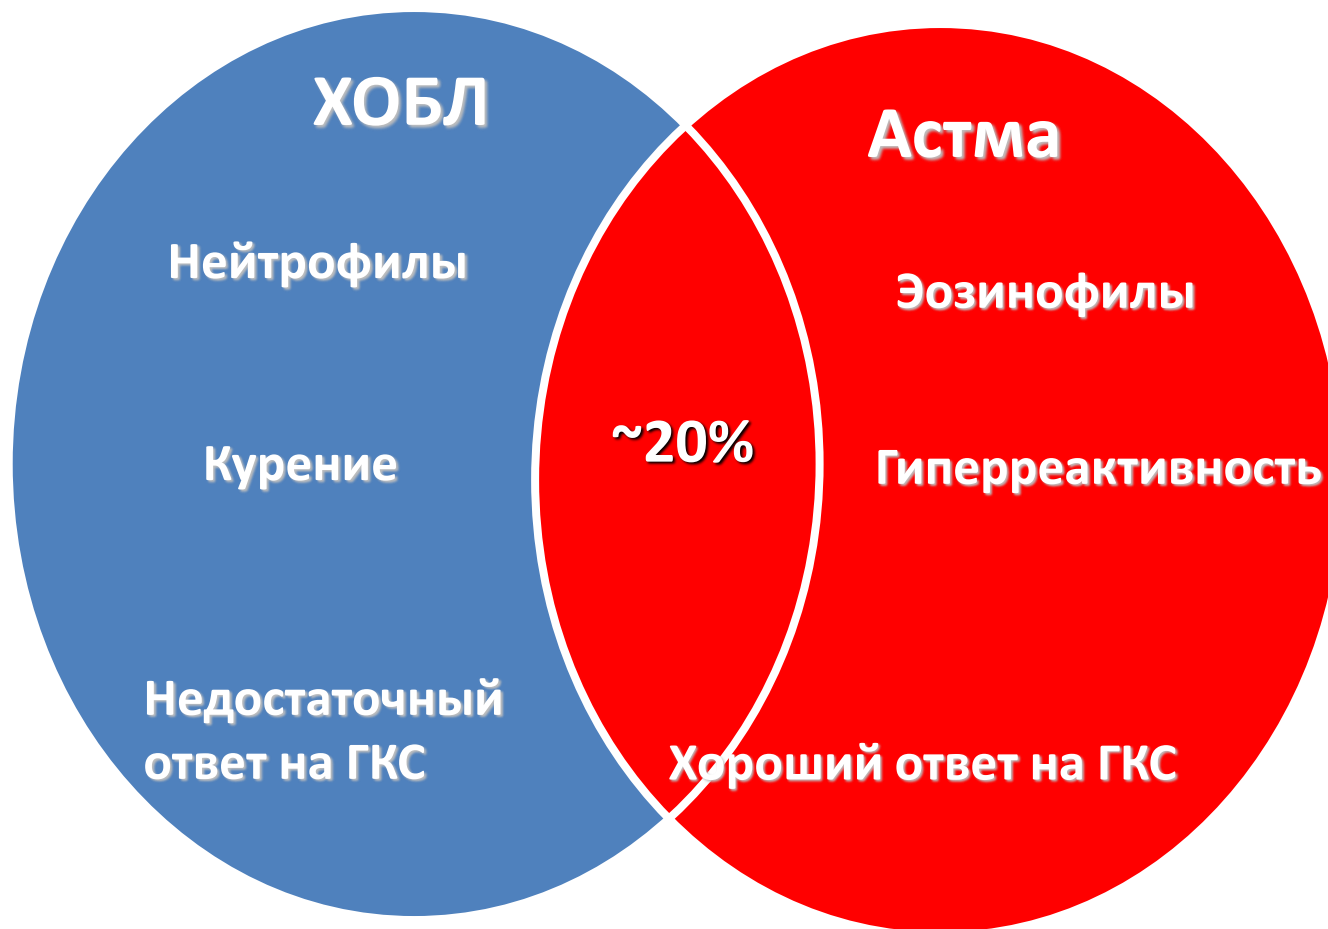 ХОБЛ
Нейтрофилы
Курение
Недостаточный
ответ на ГКС
~20%
Астма
Эозинофилы
Гиперреактивность
Хороший ответ на ГКС